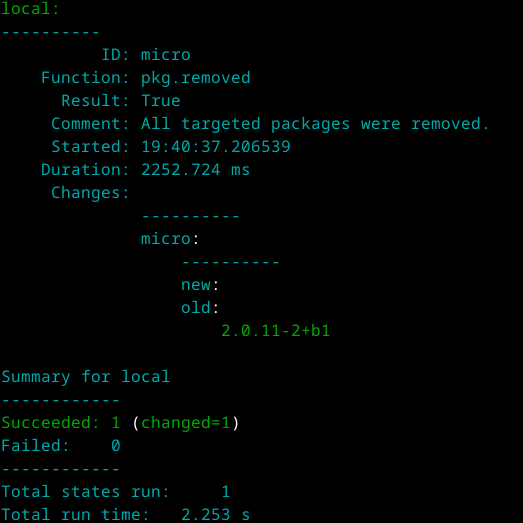 local:
----------
          ID: micro
    Function: pkg.removed
      Result: True
     Comment: All targeted packages were removed.
     Started: 19:40:37.206539
    Duration: 2252.724 ms
     Changes:
              ----------
              micro:
                  ----------
                  new:
                  old:
                      2.0.11-2+b1

Summary for local
------------
Succeeded: 1 (changed=1)
Failed:    0
------------
Total states run:     1
Total run time:   2.253 s